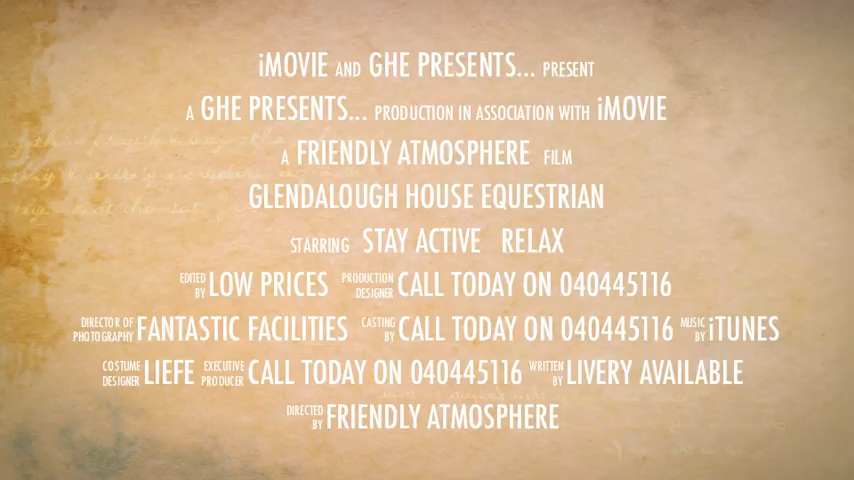 iMOVIE AND GHE PRESENTS... PRESENT
A GHE PRESENTS... PRODUCTION IN ASSOCIATION WITH iMOVIE
A FRIENDLY ATMOSPHERE FILM
GLENDALOUGH HOUSE EQUESTRIAN
STARRING STAY ACTIVE RELAX
EDITED BY LOW PRICES PRODUCTION DESIGNER CALL TODAY ON 040445116
DIRECTOR OF PHOTOGRAPHY FANTASTIC FACILITIES CASTING BY CALL TODAY ON 040445116 MUSIC BY iTUNES
COSTUME DESIGNER LIEFE EXECUTIVE PRODUCER CALL TODAY ON 040445116 WRITTEN BY LIVERY AVAILABLE
DIRECTED BY FRIENDLY ATMOSPHERE